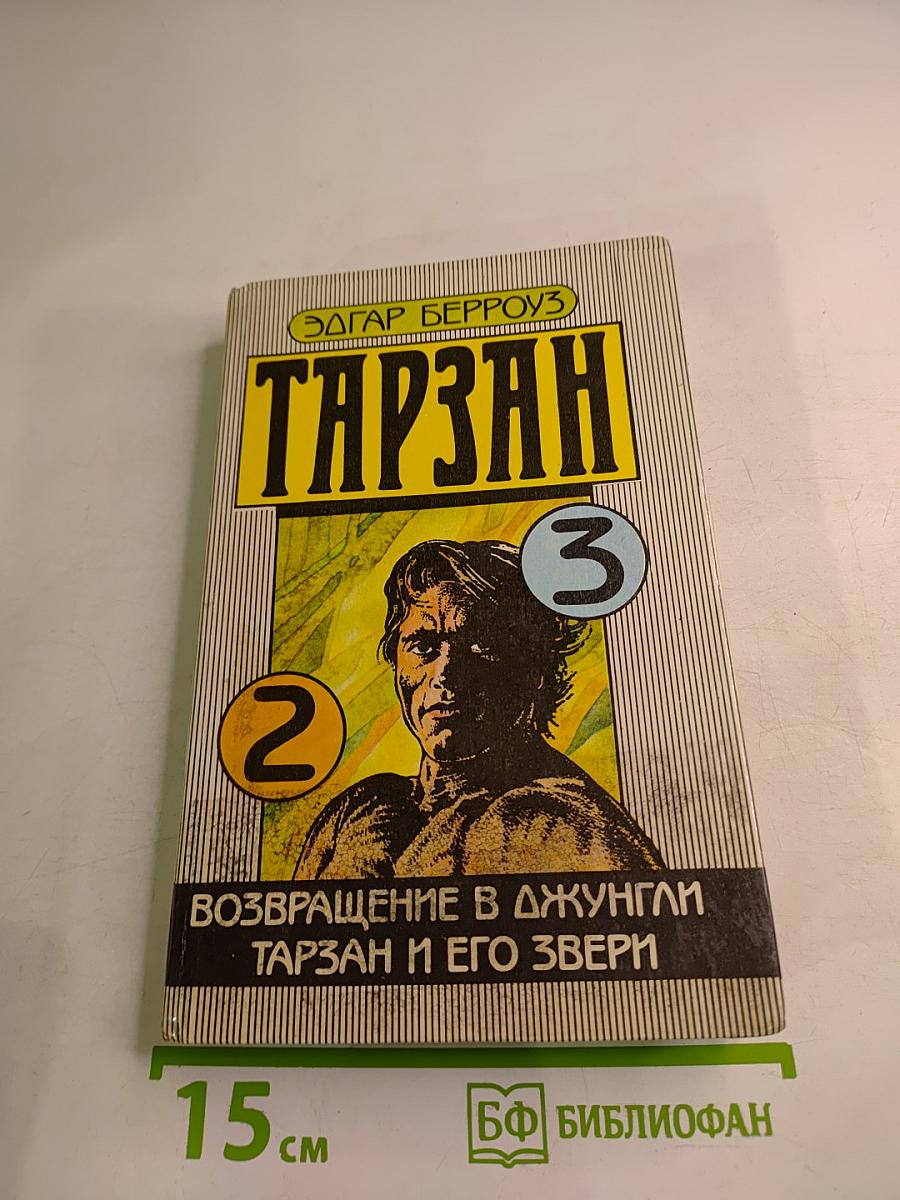 ЭДГАР БЕРРОУЗ
ТАРЗАН
3
2
ВОЗВРАЩЕНИЕ В ДЖУНГЛИ
ТАРЗАН И ЕГО ЗВЕРИ
15 см
БФ БИБЛИОФАН